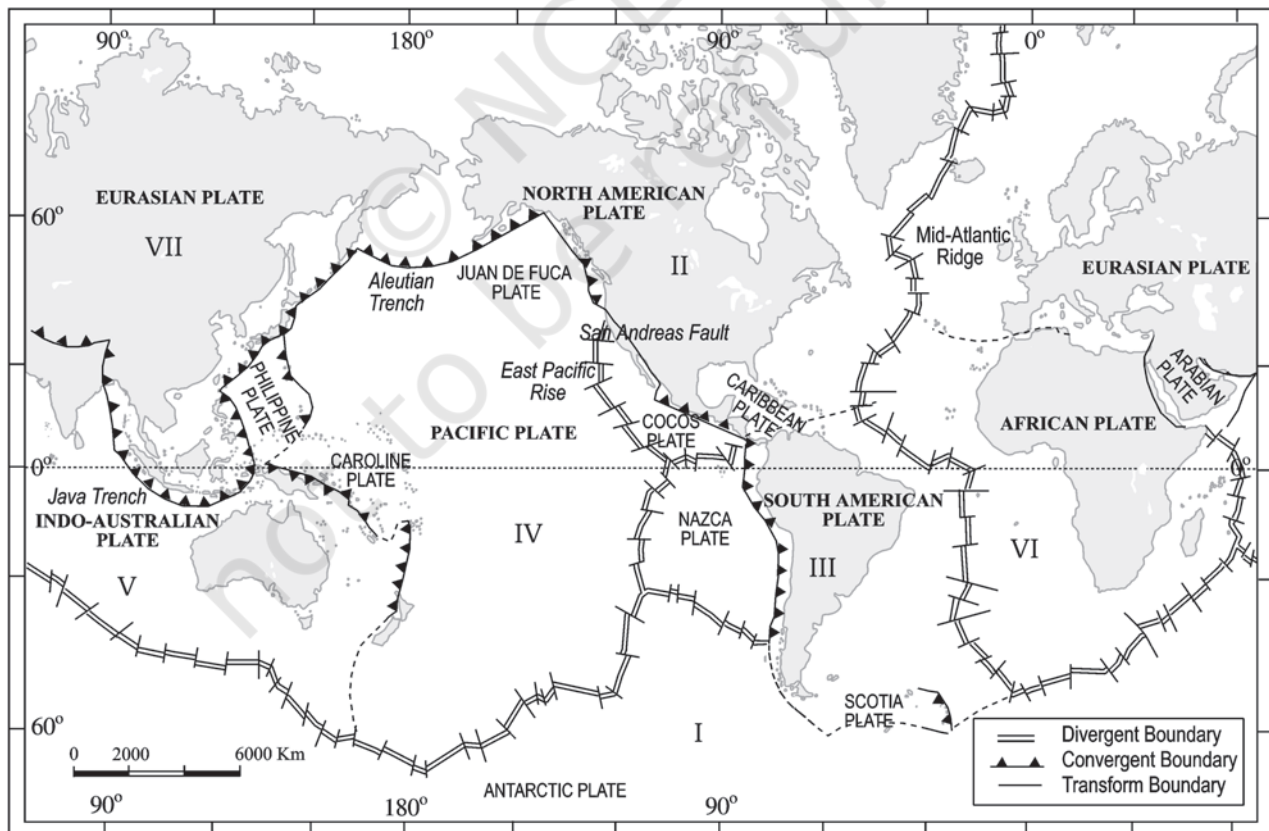 90° 180° 90° 0°
© NCE
not to be republ
EURASIAN PLATE
VII
60°
NORTH AMERICAN
PLATE
II
Mid-Atlantic
Ridge
60°
EURASIAN PLATE
Aleutian
Trench
JUAN DE FUCA
PLATE
San Andreas Fault
East Pacific
Rise
PHILIPPINE
PLATE
CARIBBEAN
PLATE
ARABIAN
PLATE
COCOS
PLATE
PACIFIC PLATE
AFRICAN PLATE
CAROLINE
PLATE
0°
0°
Java Trench
INDO-AUSTRALIAN
PLATE
V
IV
NAZCA
PLATE
SOUTH AMERICAN
PLATE
III
VI
SCOTIA
PLATE
60°
I
0 2000 6000 Km
ANTARCTIC PLATE
Divergent Boundary
Convergent Boundary
Transform Boundary
90° 180° 90°